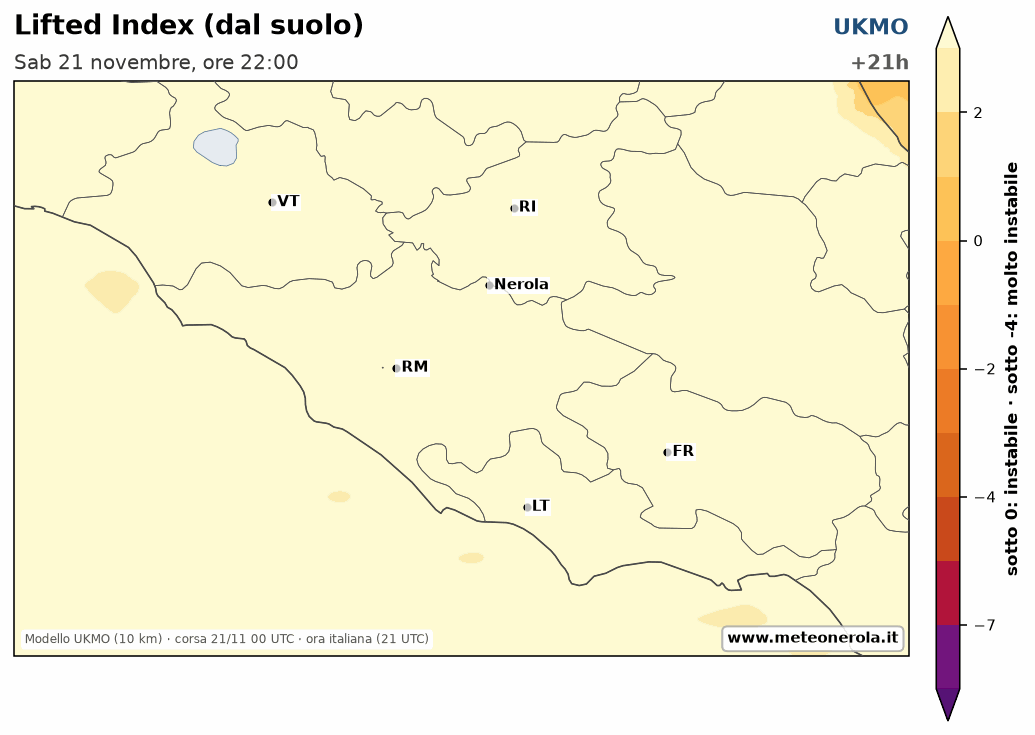 Lifted Index (dal suolo)
UKMO
Sab 21 novembre, ore 22:00
+21h
VT
RI
Nerola
RM
FR
LT
2
0
−2
−4
−7
sotto 0: instabile · sotto -4: molto instabile
Modello UKMO (10 km) · corsa 21/11 00 UTC · ora italiana (21 UTC)
www.meteonerola.it